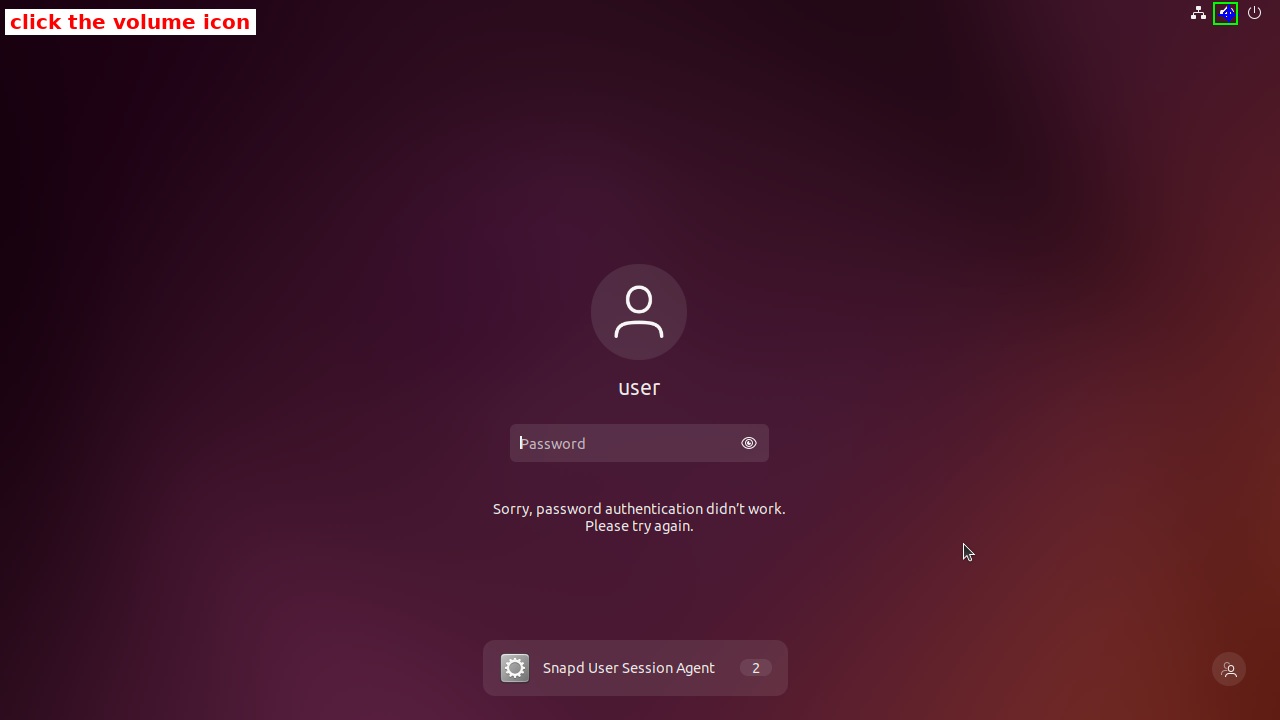 click the volume icon
user
Password
Sorry, password authentication didn't work.
Please try again.
Snapd User Session Agent
2